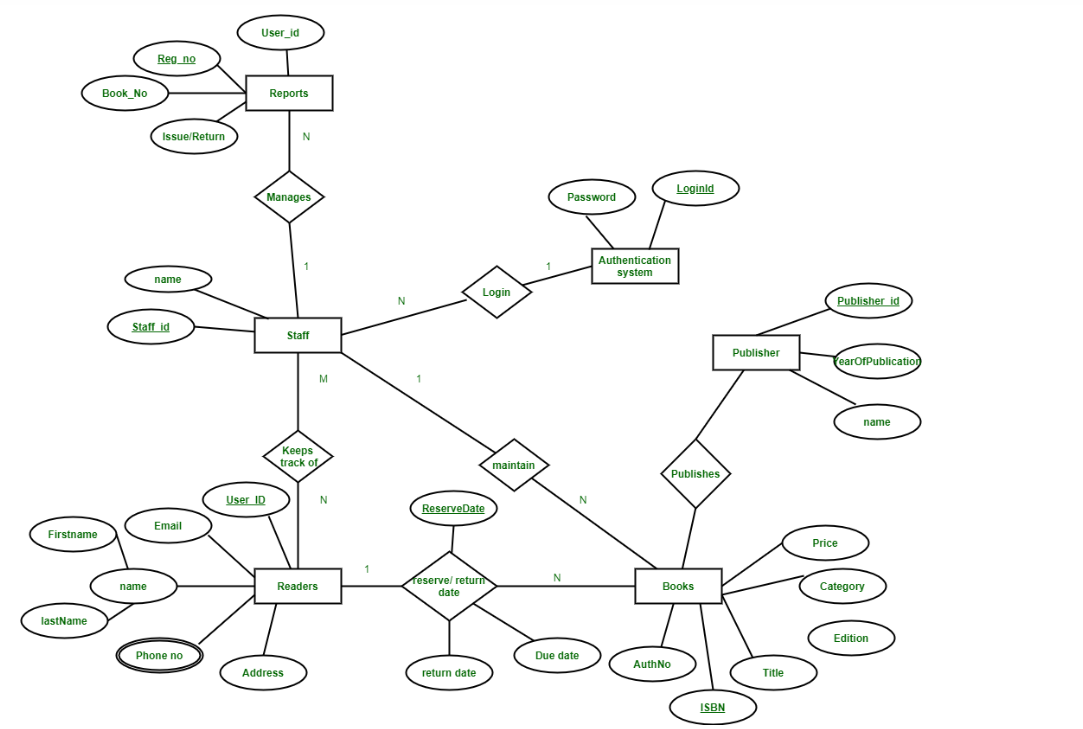 User_id
Reg_no
Book_No
Reports
Issue/Return
N
Manages
LoginId
Password
Authentication
system
1
1
name
Login
N
Publisher_id
Staff_id
Staff
Publisher
YearOfPublication
M
1
name
Keeps
track of
maintain
Publishes
User_ID
N
N
ReserveDate
Email
Firstname
Price
1
N
name
Readers
reserve/ return
date
Books
Category
lastName
Edition
Phone no
Due date
AuthNo
Address
return date
Title
ISBN